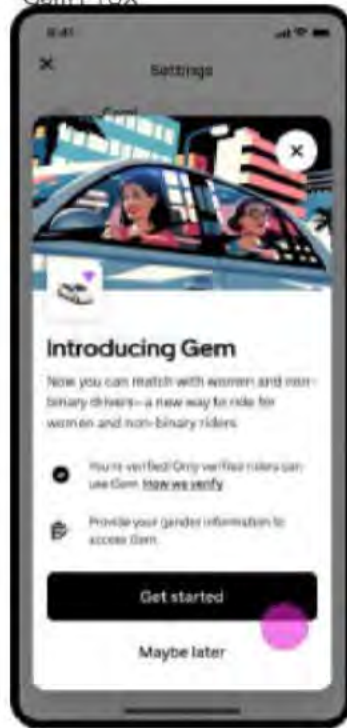 9:41
Settings
Introducing Gem
Now you can match with women and non-
binary drivers—a new way to ride for
women and non-binary riders
You're verified! Only verified riders can
use Gem. How we verify
Provide your gender information to
access Gem
Get started
Maybe later